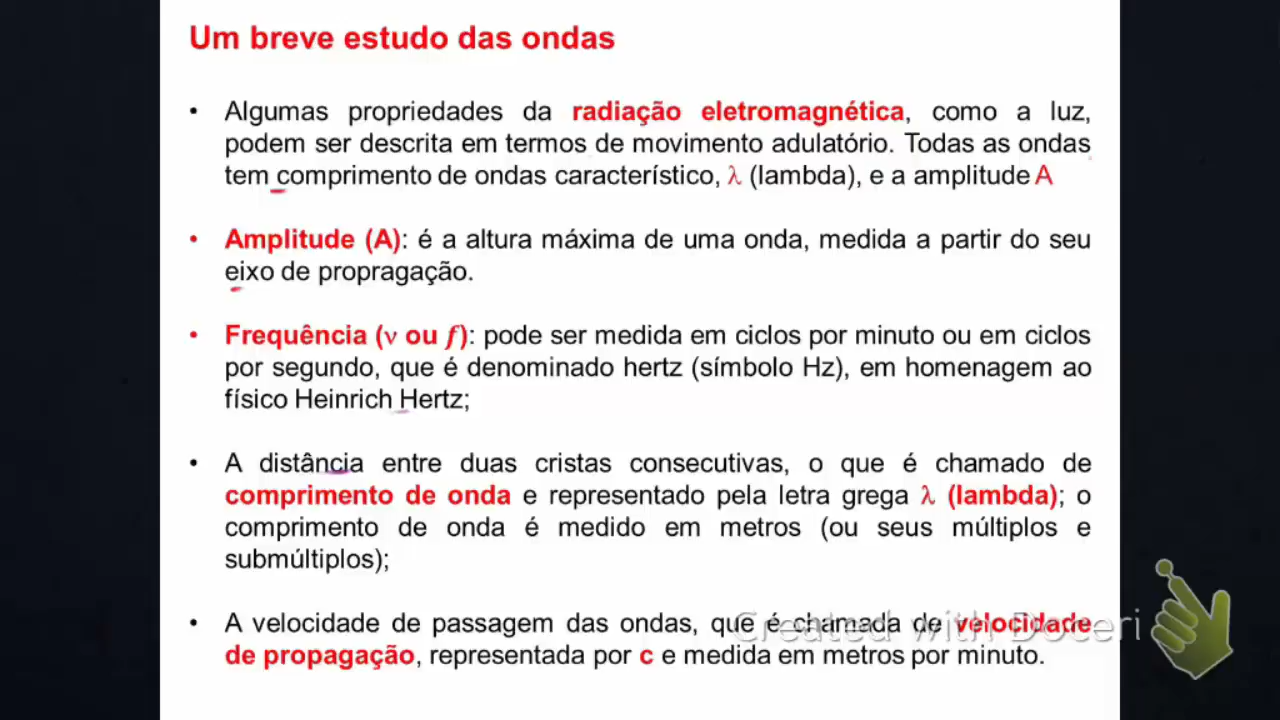 Um breve estudo das ondas
• Algumas propriedades da radiação eletromagnética, como a luz,
podem ser descrita em termos de movimento adulatório. Todas as ondas
tem comprimento de ondas característico, λ (lambda), e a amplitude A
• Amplitude (A): é a altura máxima de uma onda, medida a partir do seu
eixo de propragação.
• Frequência (ν ou f): pode ser medida em ciclos por minuto ou em ciclos
por segundo, que é denominado hertz (símbolo Hz), em homenagem ao
físico Heinrich Hertz;
• A distância entre duas cristas consecutivas, o que é chamado de
comprimento de onda e representado pela letra grega λ (lambda); o
comprimento de onda é medido em metros (ou seus múltiplos e
submúltiplos);
• A velocidade de passagem das ondas, que é chamada de velocidade
de propagação, representada por c e medida em metros por minuto.
Created with Doceri